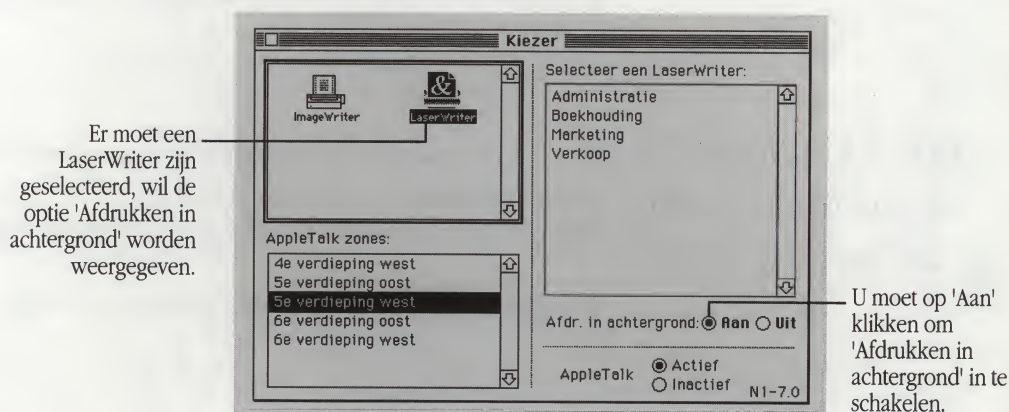 Er moet een
LaserWriter zijn
geselecteerd, wil de
optie 'Afdrukken in
achtergrond' worden
weergegeven.
Kiezer
ImageWriter
LaserWriter
AppleTalk zones:
4e verdieping west
5e verdieping oost
5e verdieping west
6e verdieping oost
6e verdieping west
Selecteer een LaserWriter:
Administratie
Boekhouding
Marketing
Verkoop
Afdr. in achtergrond: Aan Uit
AppleTalk Actief
Inactief
N1-7.0
U moet op 'Aan'
klikken om
'Afdrukken in
achtergrond' in te
schakelen.